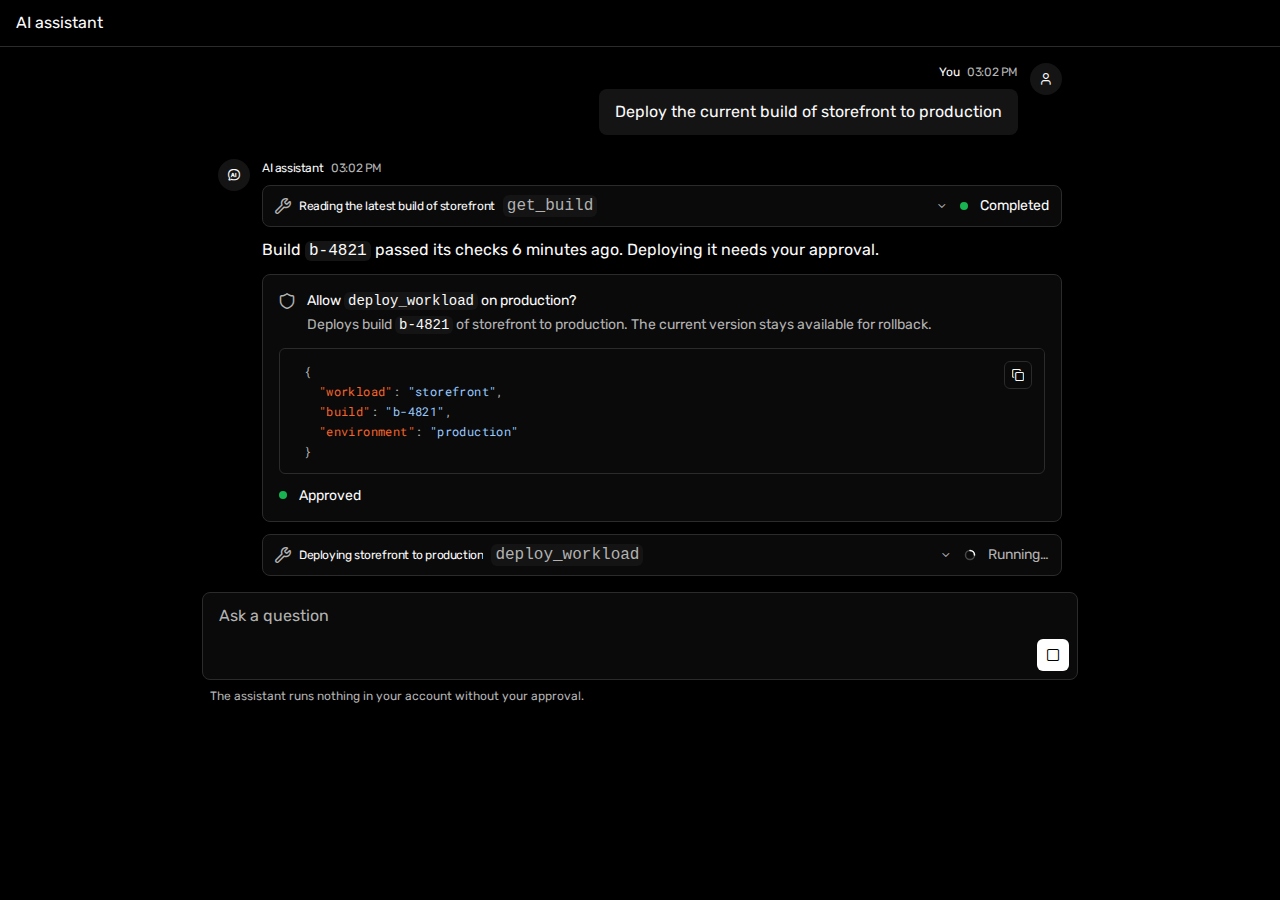 AI assistant
You 03:02 PM
Deploy the current build of storefront to production
AI
AI assistant 03:02 PM
Reading the latest build of storefront get_build Completed
Build b-4821 passed its checks 6 minutes ago. Deploying it needs your approval.
Allow deploy_workload on production?
Deploys build b-4821 of storefront to production. The current version stays available for rollback.
{
"workload": "storefront",
"build": "b-4821",
"environment": "production"
}
Approved
Deploying storefront to production deploy_workload Running…
Ask a question
The assistant runs nothing in your account without your approval.